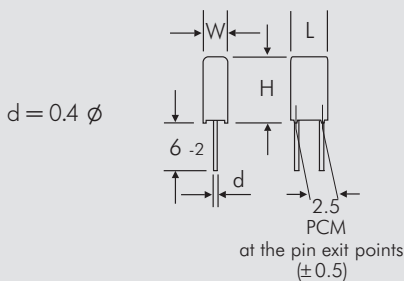 W
L
H
d = 0.4 ϕ
6 -2
d
2.5
PCM
at the pin exit points
(±0.5)